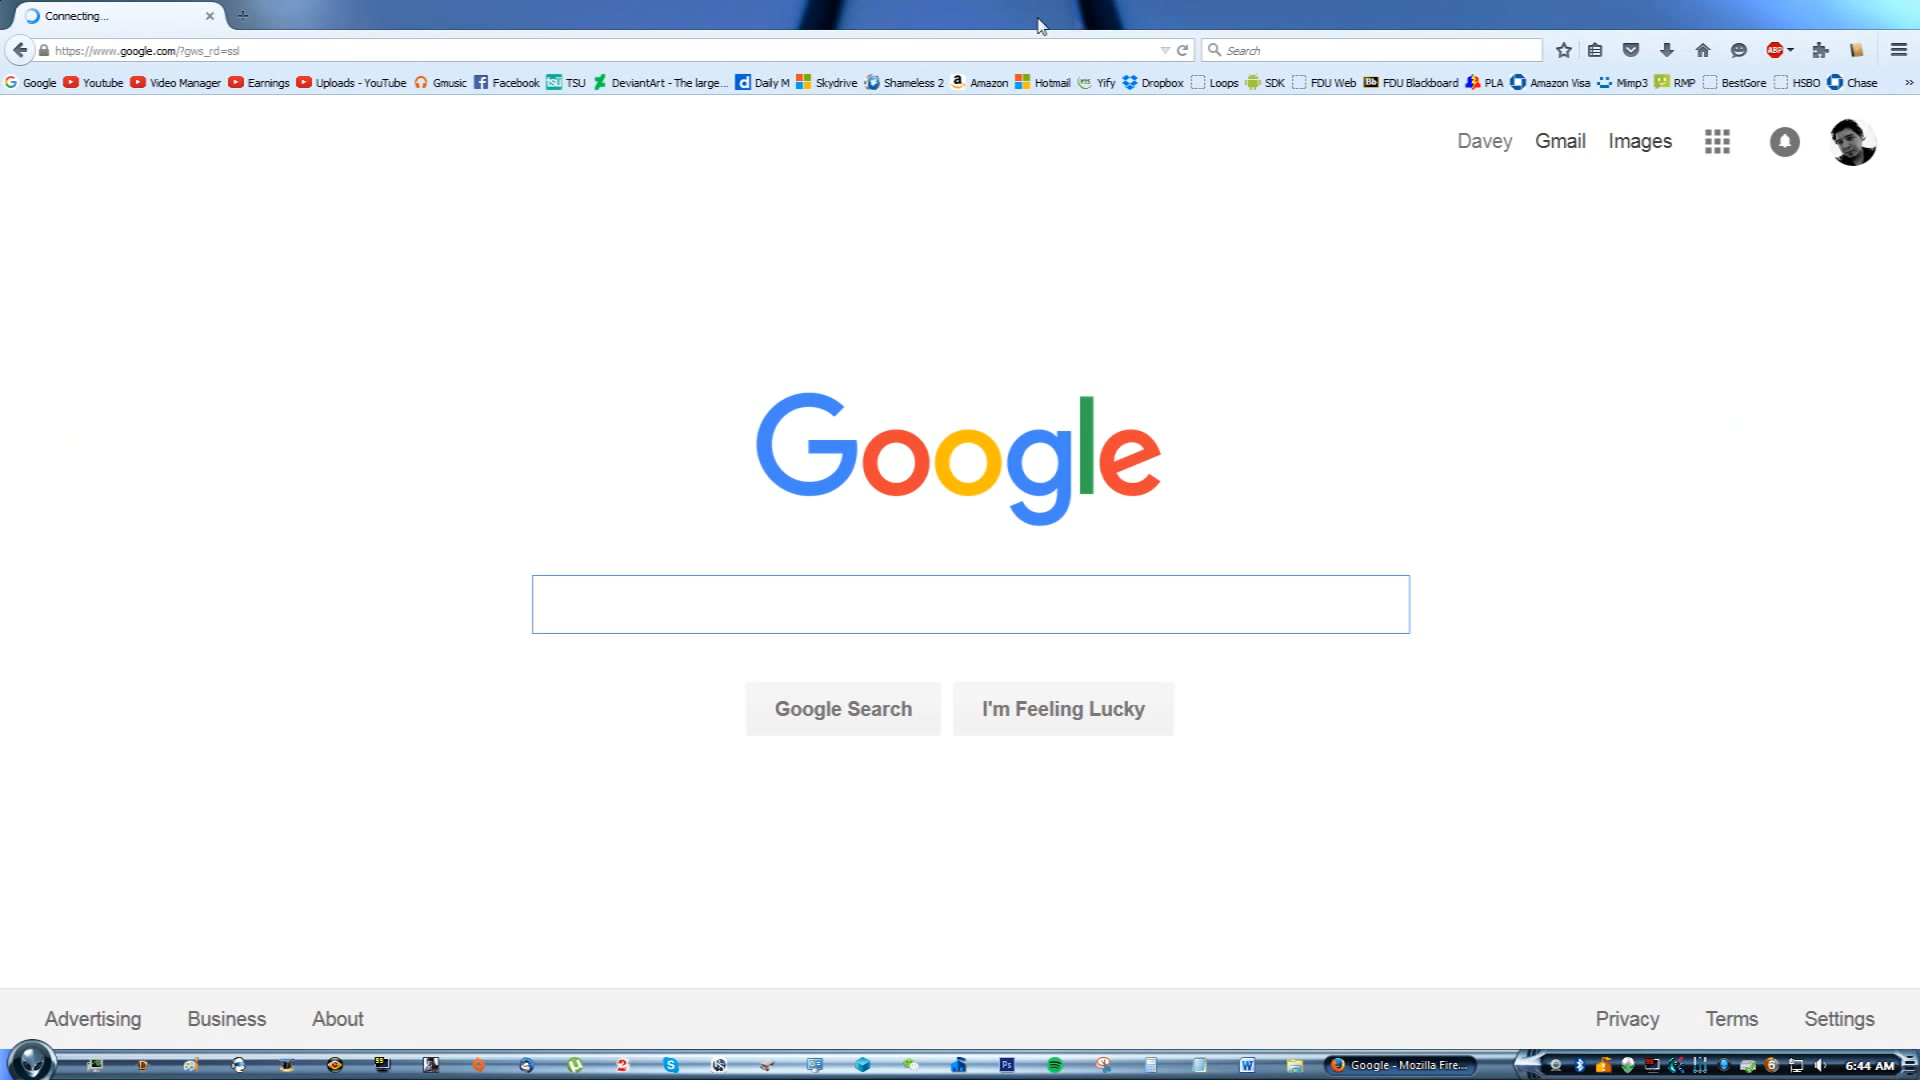 Connecting...
https://www.google.com/?gws_rd=ssl
Search
ABP
Google Youtube Video Manager Earnings Uploads - YouTube Gmusic Facebook TSU DeviantArt - The large... Daily M Skydrive Shameless 2 Amazon Hotmail Yify Dropbox Loops SDK FDU Web FDU Blackboard PLA Amazon Visa Mimp3 RMP BestGore HSBO Chase »
Davey Gmail Images
Google
Google Search I'm Feeling Lucky
Advertising Business About Privacy Terms Settings
Google - Mozilla Fire...
6:44 AM